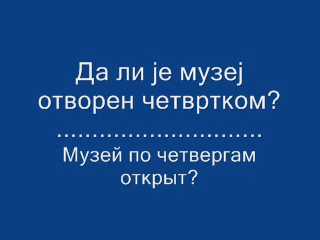 Да ли је музеј
отворен четвртком?
.............................
Музей по четвергам
открыт?